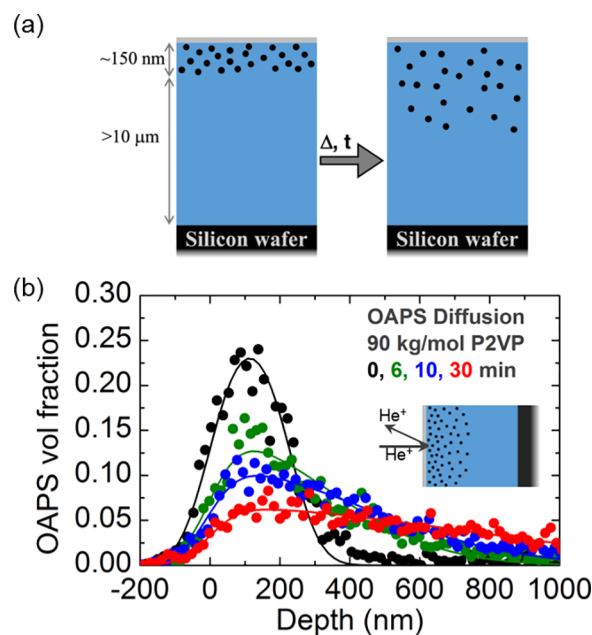 (a)
~150 nm
>10 μm
Δ, t
Silicon wafer
Silicon wafer
(b)
0.30
0.25
0.20
0.15
0.10
0.05
0.00
OAPS vol fraction
OAPS Diffusion
90 kg/mol P2VP
0, 6, 10, 30 min
He⁺
He⁺
-200 0 200 400 600 800 1000
Depth (nm)